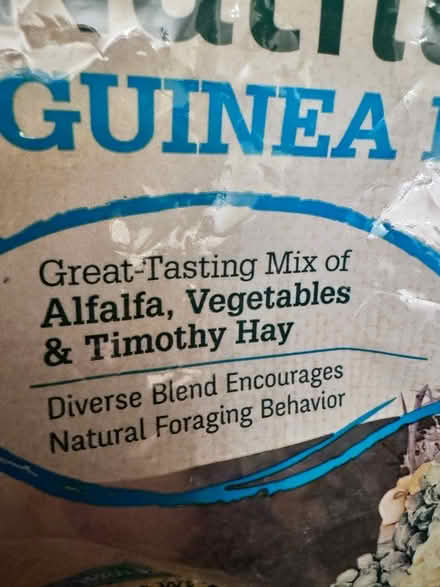 GUINEA
Great-Tasting Mix of
Alfalfa, Vegetables
& Timothy Hay
Diverse Blend Encourages
Natural Foraging Behavior